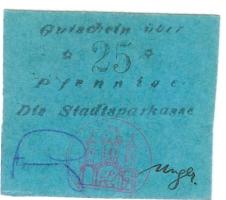 Gutschein über
25
Pfennige.
Die Stadtsparkasse